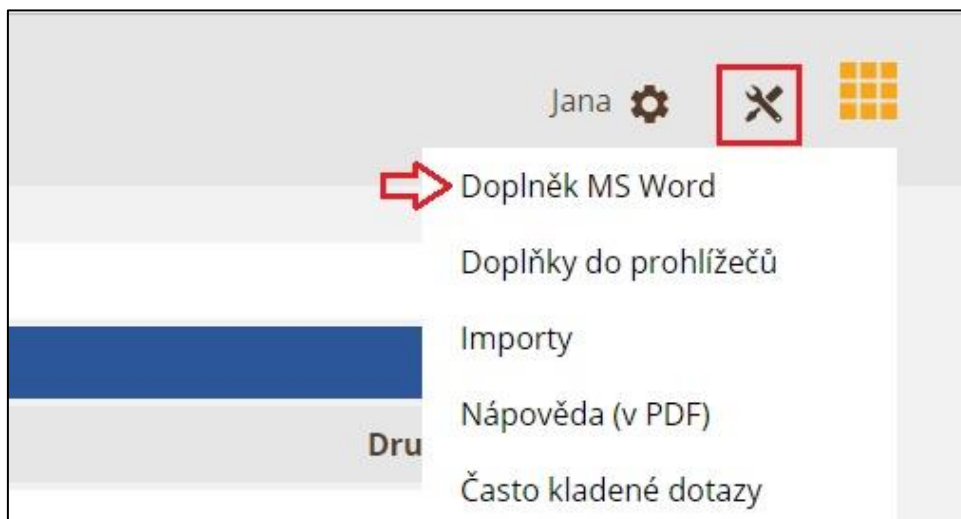 Jana
Doplněk MS Word
Doplňky do prohlížečů
Importy
Nápověda (v PDF)
Dru
Často kladené dotazy